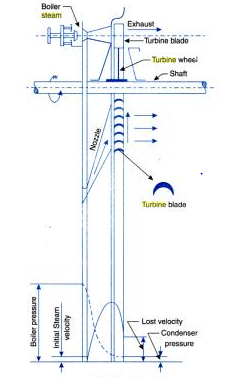 Boiler
steam
Exhaust
Turbine blade
Turbine wheel
Shaft
Nozzle
Turbine blade
Boiler pressure
initial Steam
velocity
Lost velocity
Condenser
pressure